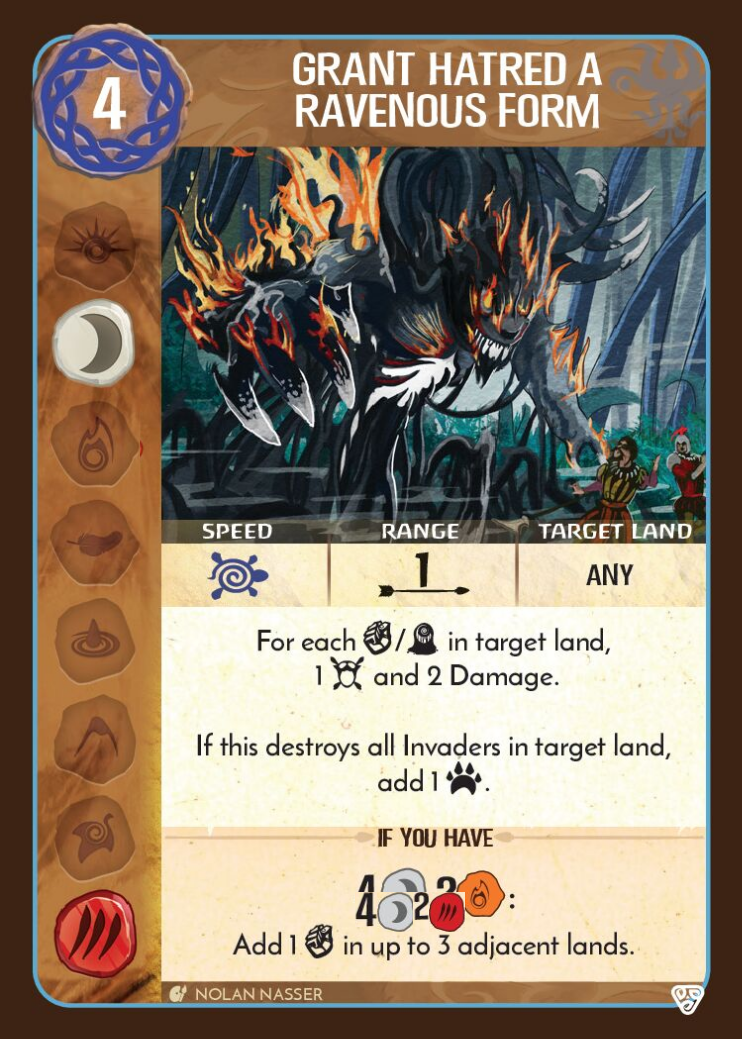 4
GRANT HATRED A
RAVENOUS FORM
SPEED RANGE TARGET LAND
1 ANY
For each / in target land,
1 and 2 Damage.
If this destroys all Invaders in target land,
add 1 .
IF YOU HAVE
4 2 :
Add 1 in up to 3 adjacent lands.
NOLAN NASSER